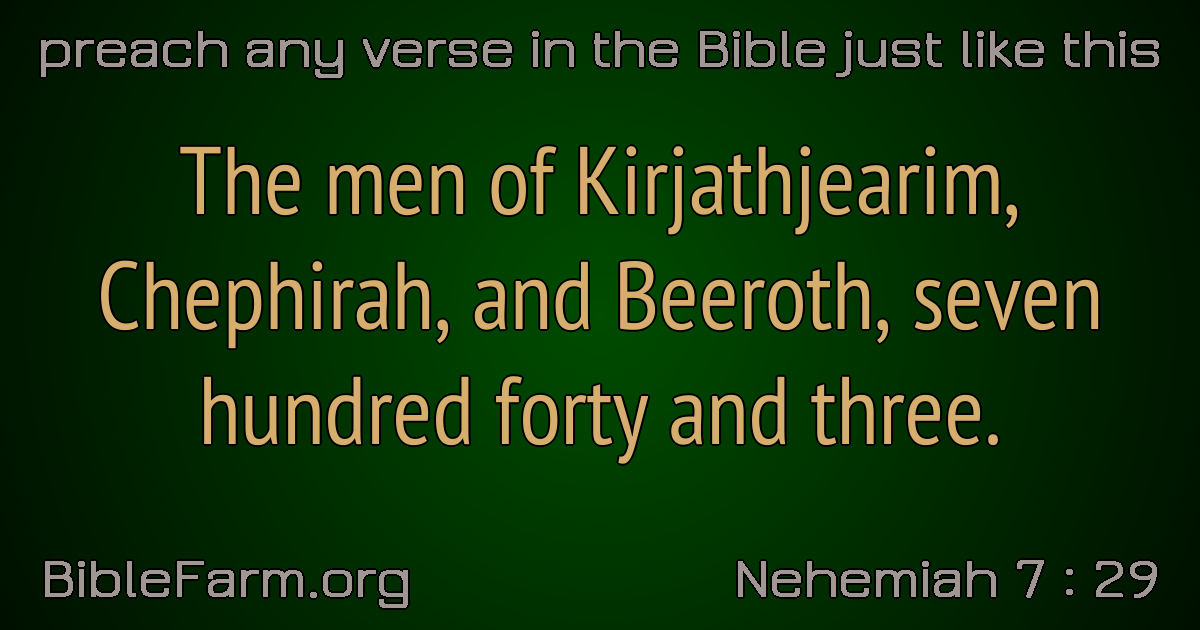 preach any verse in the Bible just like this
The men of Kirjathjearim,
Chephirah, and Beeroth, seven
hundred forty and three.
BibleFarm.org
Nehemiah 7 : 29